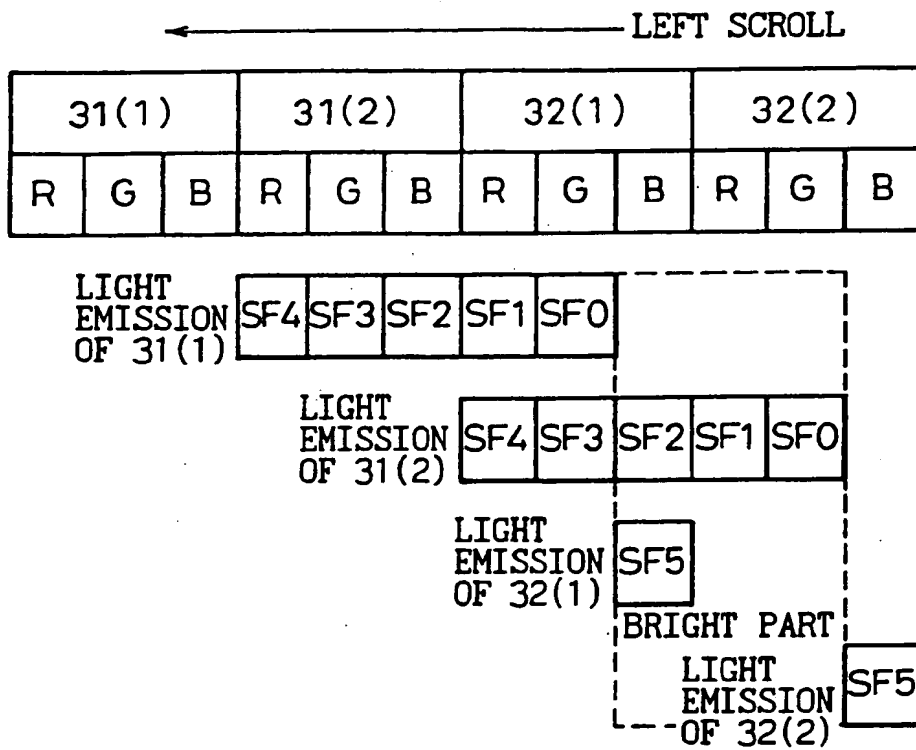 LEFT SCROLL
31(1) 31(2) 32(1) 32(2)
R G B R G B R G B R G B
LIGHT
EMISSION
OF 31(1)
SF4 SF3 SF2 SF1 SF0
LIGHT
EMISSION
OF 31(2)
SF4 SF3 SF2 SF1 SF0
LIGHT
EMISSION
OF 32(1)
SF5
BRIGHT PART
LIGHT
EMISSION
OF 32(2)
SF5